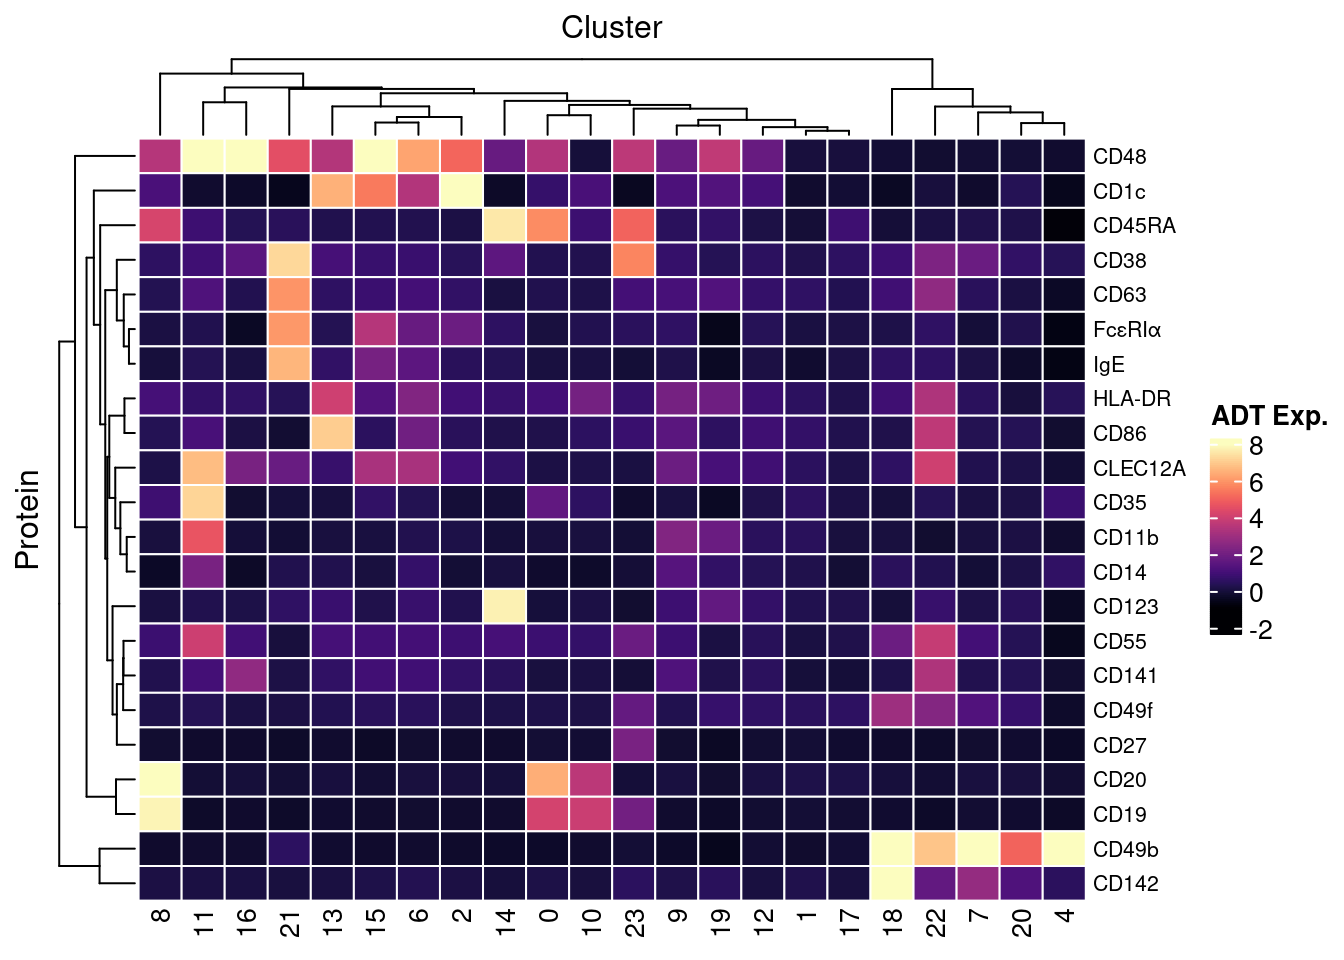 Cluster
CD48
CD1c
CD45RA
CD38
CD63
FcεRIα
IgE
HLA-DR
CD86
CLEC12A
CD35
CD11b
CD14
CD123
CD55
CD141
CD49f
CD27
CD20
CD19
CD49b
CD142
Protein
8 11 16 21 13 15 6 2 14 0 10 23 9 19 12 1 17 18 22 7 20 4
ADT Exp.
8
6
4
2
0
-2